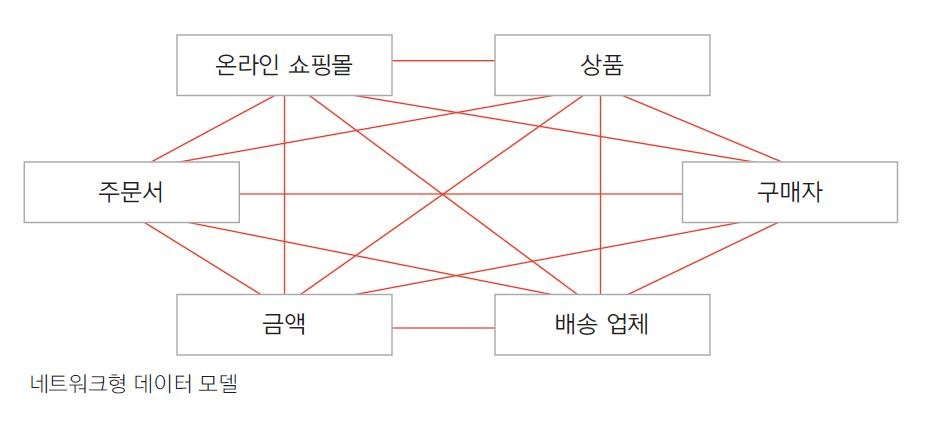 온라인 쇼핑몰
상품
주문서
구매자
금액
배송 업체
네트워크형 데이터 모델